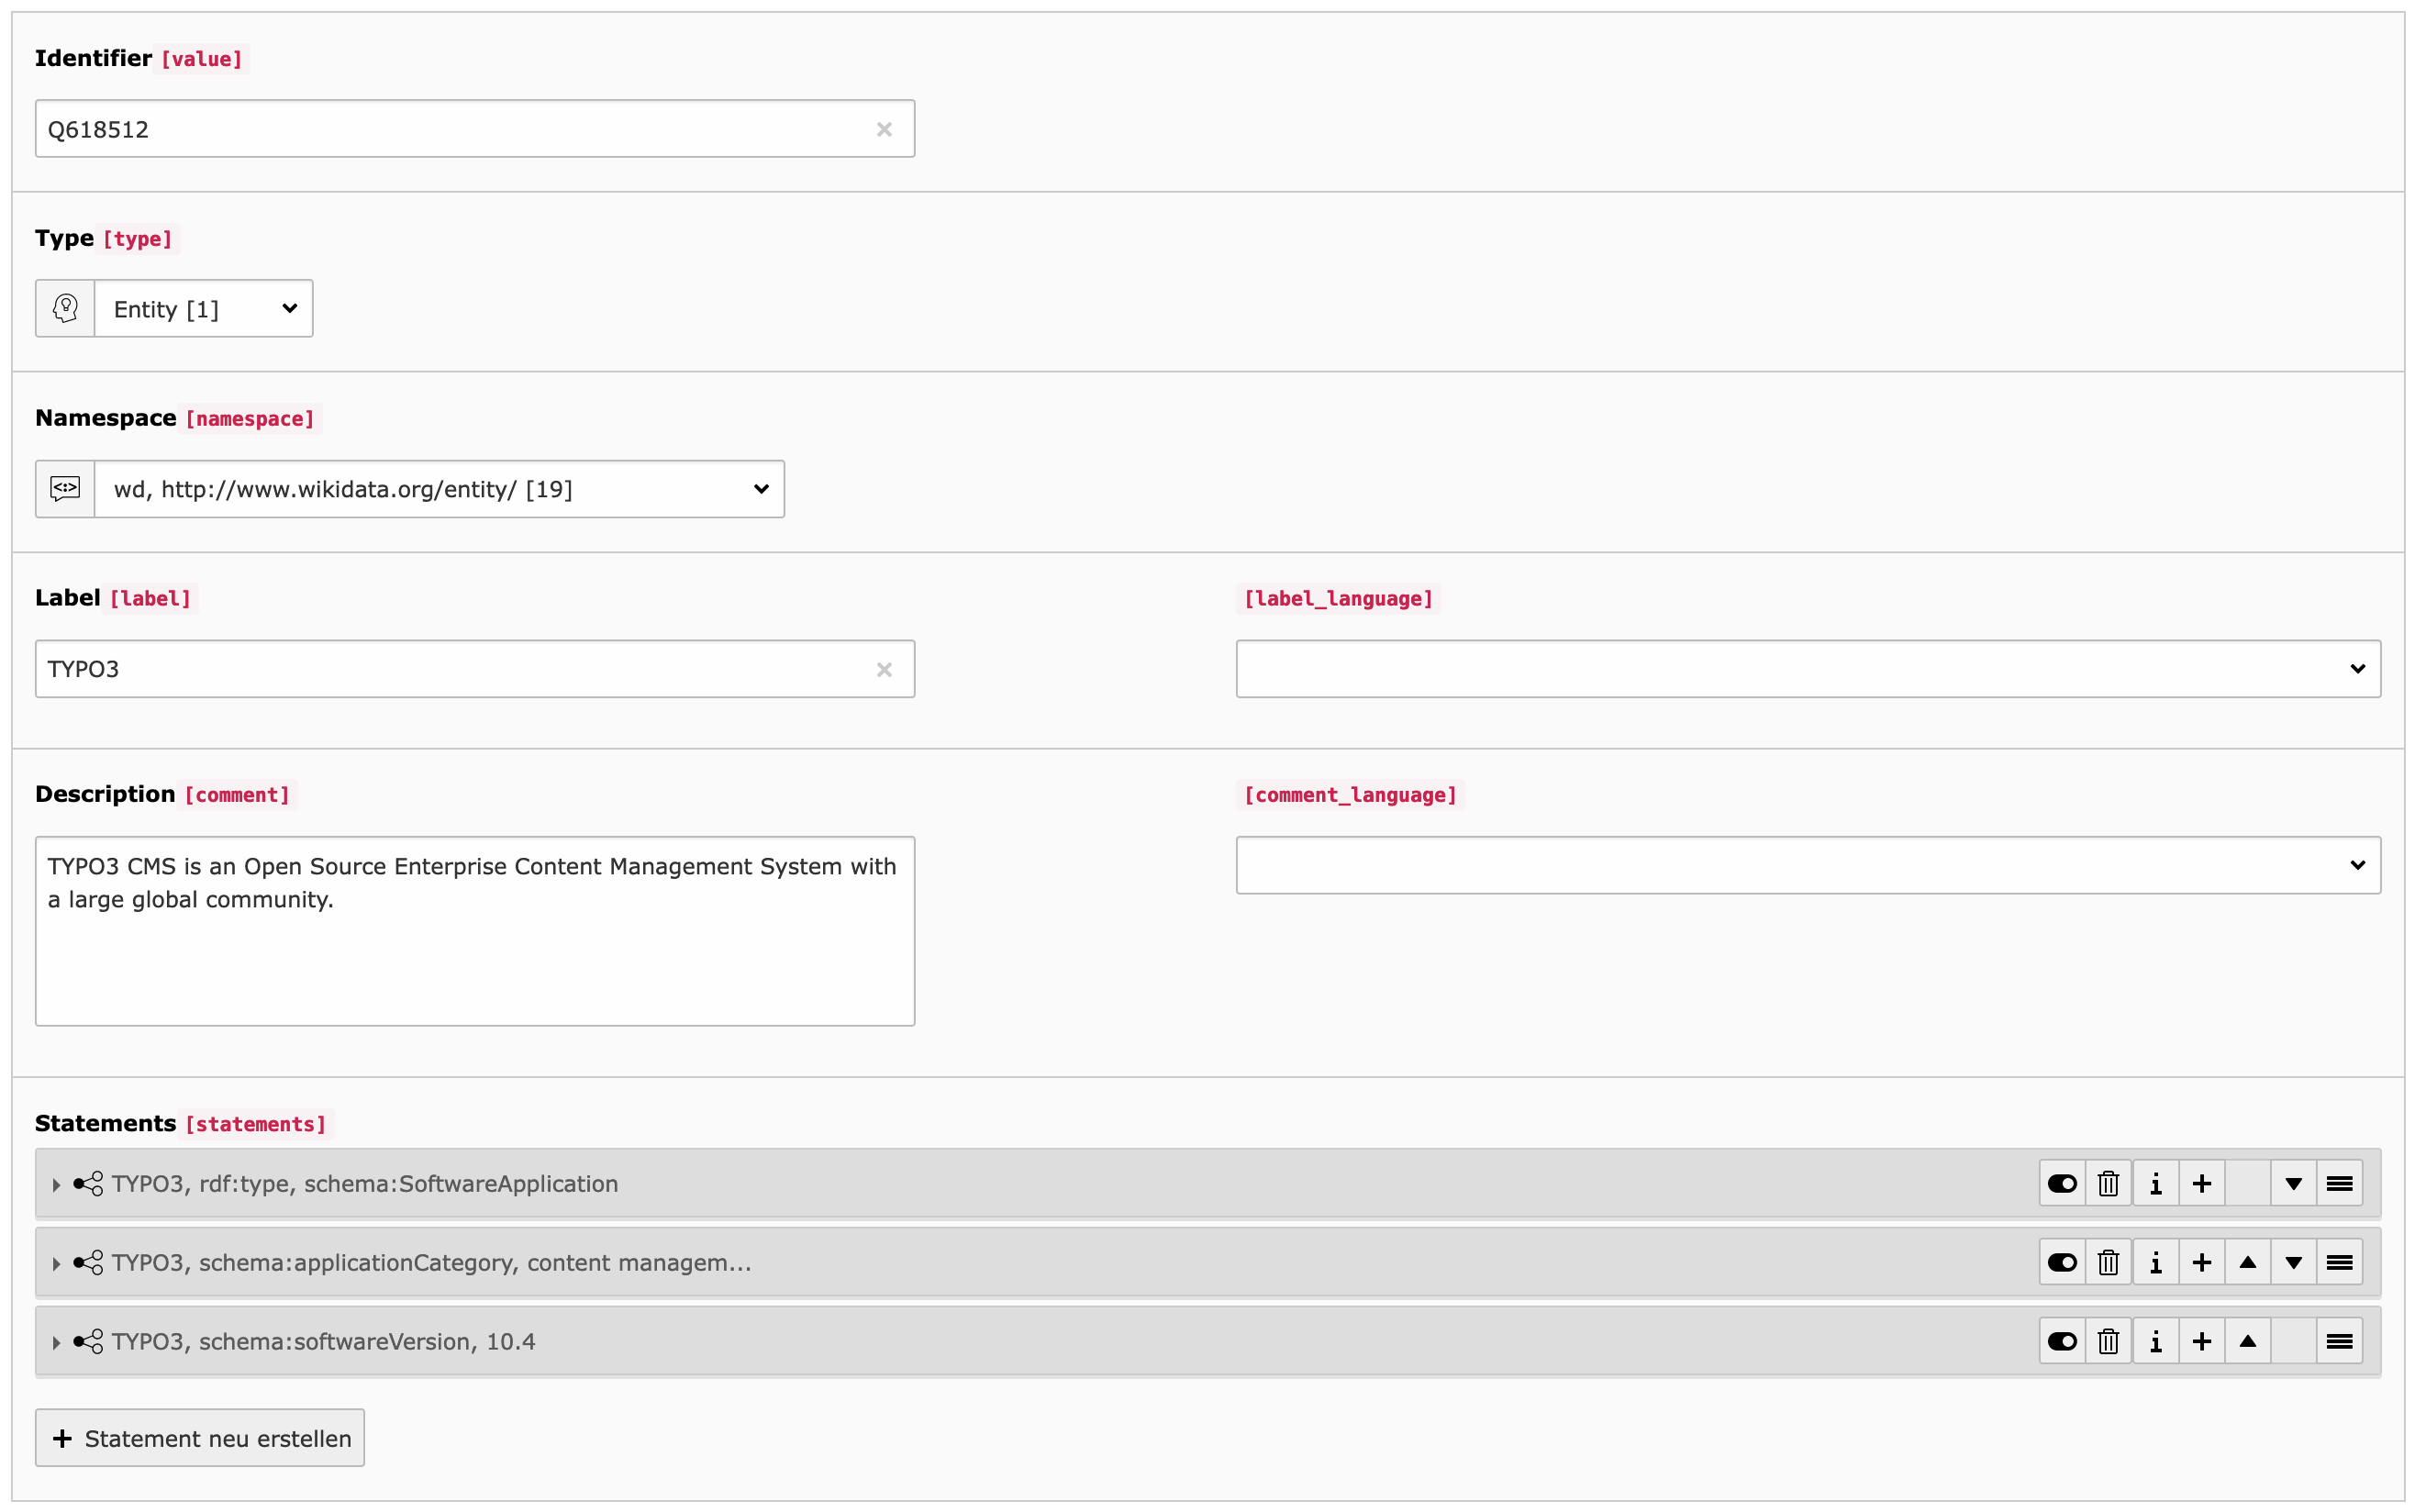 Identifier [value]
Q618512
Type [type]
Entity [1]
Namespace [namespace]
wd, http://www.wikidata.org/entity/ [19]
Label [label]
[label_language]
TYPO3
Description [comment]
[comment_language]
TYPO3 CMS is an Open Source Enterprise Content Management System with
a large global community.
Statements [statements]
TYPO3, rdf:type, schema:SoftwareApplication
TYPO3, schema:applicationCategory, content managem...
TYPO3, schema:softwareVersion, 10.4
+ Statement neu erstellen